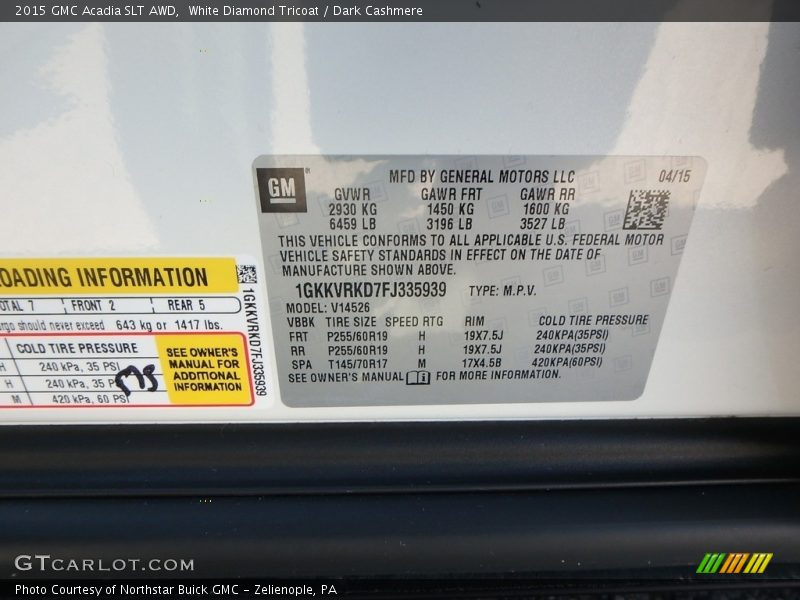 2015 GMC Acadia SLT AWD,  White Diamond Tricoat / Dark Cashmere
GM
MFD BY GENERAL MOTORS LLC 04/15
GVWR GAWR FRT GAWR RR
2930 KG 1450 KG 1600 KG
6459 LB 3196 LB 3527 LB
THIS VEHICLE CONFORMS TO ALL APPLICABLE U.S. FEDERAL MOTOR
VEHICLE SAFETY STANDARDS IN EFFECT ON THE DATE OF
MANUFACTURE SHOWN ABOVE.
1GKKVRKD7FJ335939 TYPE: M.P.V.
MODEL: V14526
VBBK TIRE SIZE SPEED RTG RIM COLD TIRE PRESSURE
FRT P255/60R19 H 19X7.5J 240KPA(35PSI)
RR P255/60R19 H 19X7.5J 240KPA(35PSI)
SPA T145/70R17 M 17X4.5B 420KPA(60PSI)
SEE OWNER'S MANUAL FOR MORE INFORMATION.
OADING INFORMATION
OTAL 7 FRONT 2 REAR 5
argo should never exceed 643 kg or 1417 lbs.
COLD TIRE PRESSURE
H 240 kPa, 35 PSI
H 240 kPa, 35 PSI
M 420 kPa, 60 PSI
SEE OWNER'S
MANUAL FOR
ADDITIONAL
INFORMATION
1GKKVRKD7FJ335939
GTCARLOT.COM
Photo Courtesy of Northstar Buick GMC - Zelienople, PA